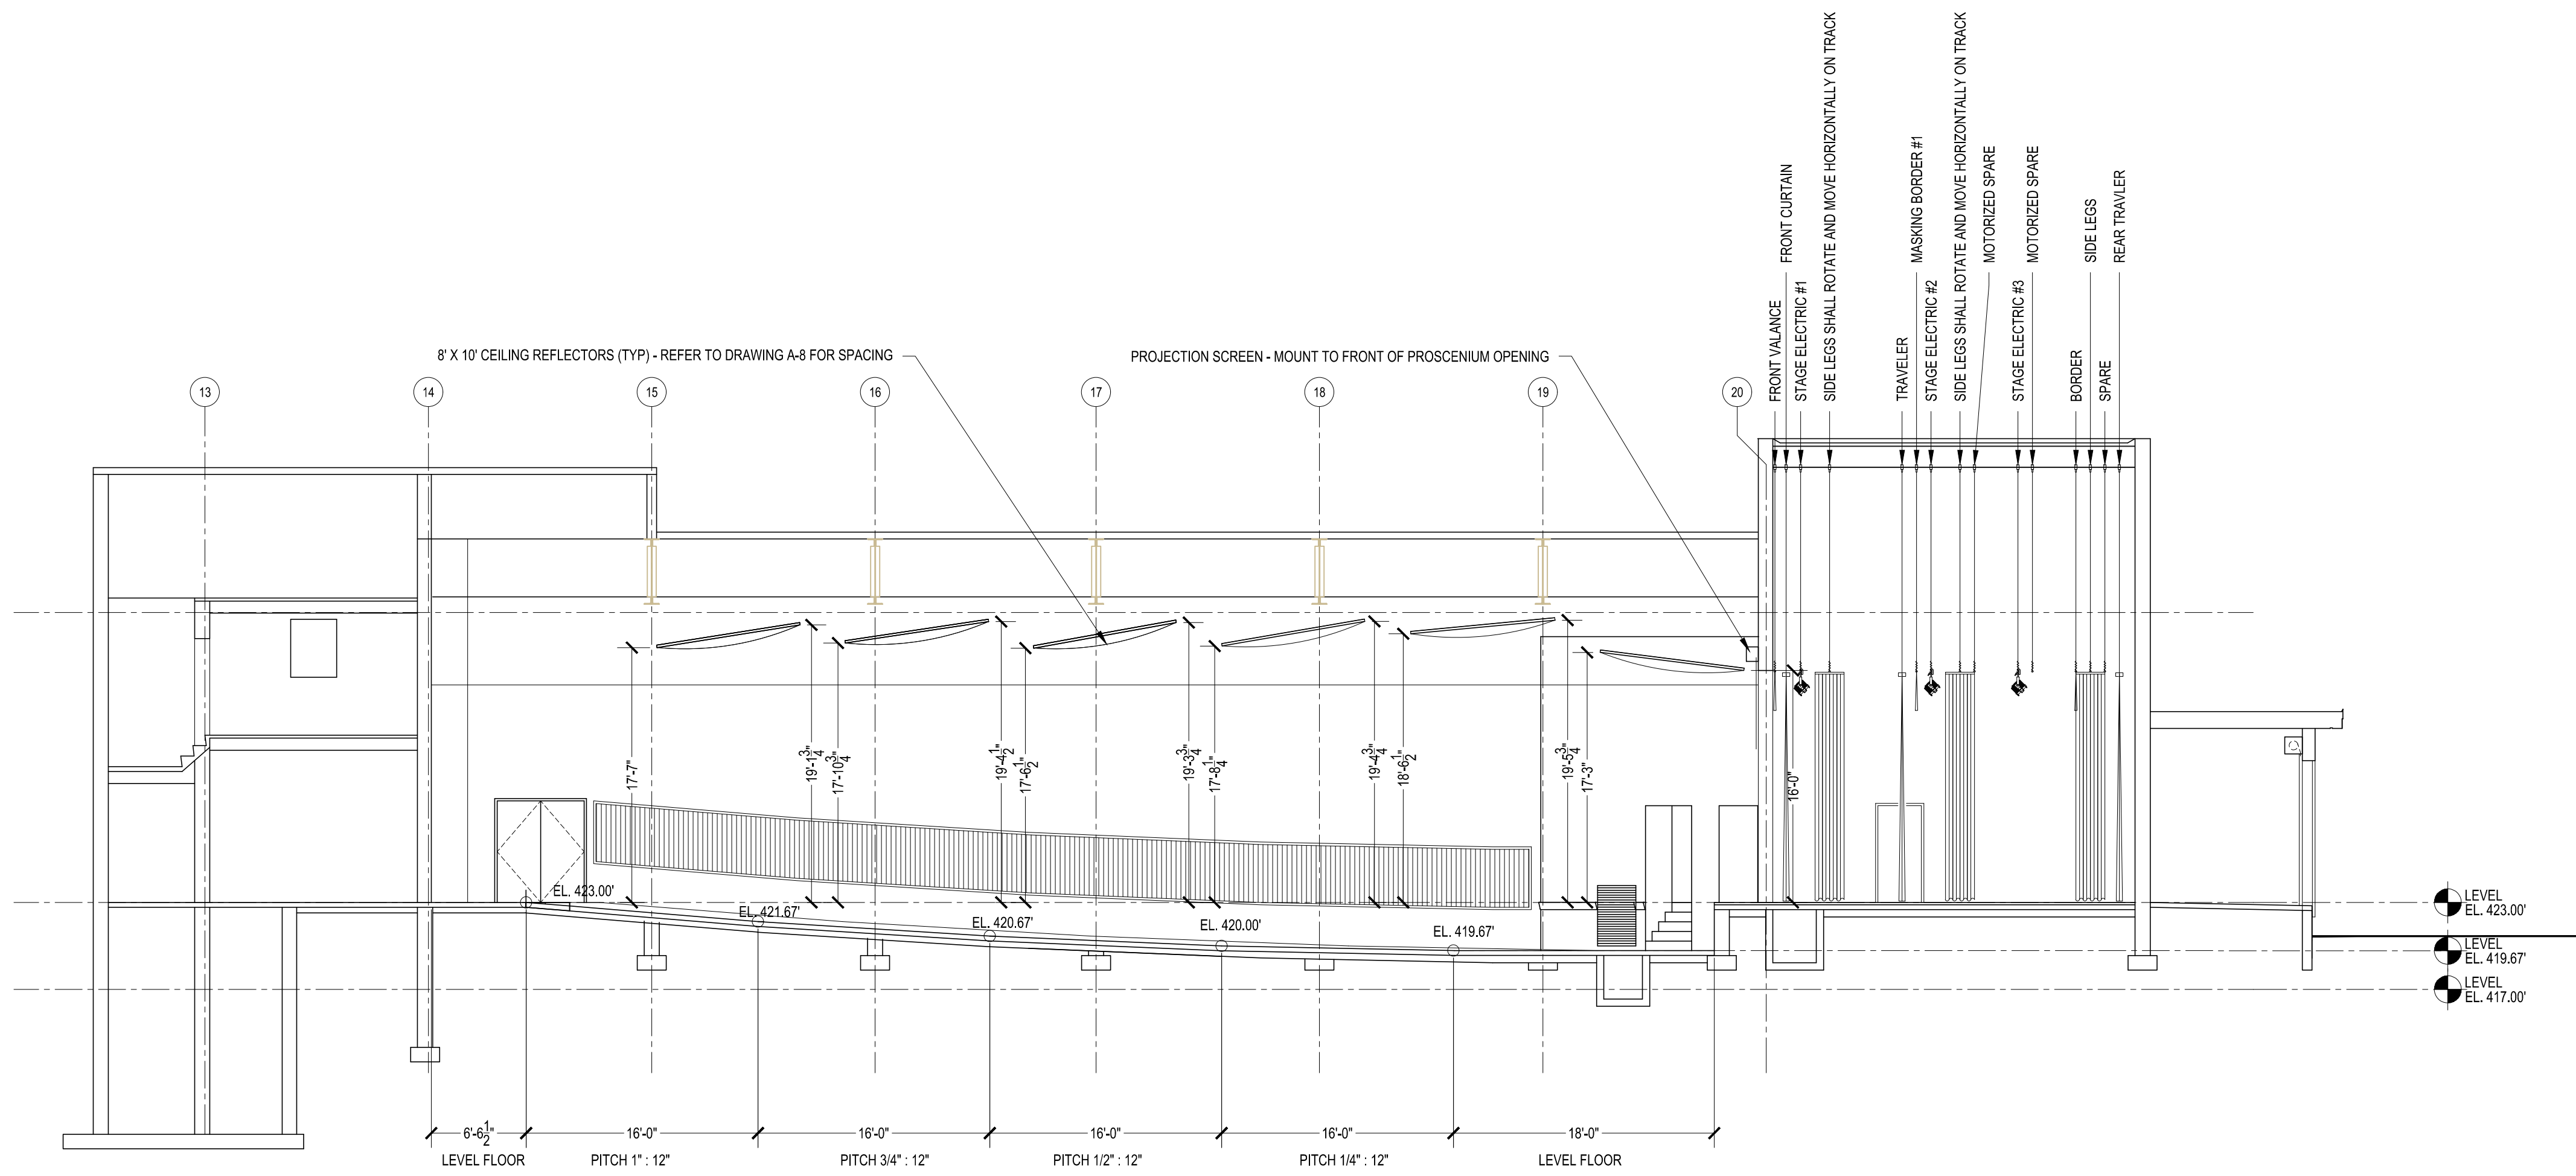 SIDE LEGS SHALL ROTATE AND MOVE HORIZONTALLY ON TRACK
SIDE LEGS SHALL ROTATE AND MOVE HORIZONTALLY ON TRACK
FRONT CURTAIN
MASKING BORDER #1
MOTORIZED SPARE
MOTORIZED SPARE
SIDE LEGS
REAR TRAVLER
FRONT VALANCE
STAGE ELECTRIC #1
TRAVELER
STAGE ELECTRIC #2
STAGE ELECTRIC #3
BORDER
SPARE
8' X 10' CEILING REFLECTORS (TYP) - REFER TO DRAWING A-8 FOR SPACING
PROJECTION SCREEN - MOUNT TO FRONT OF PROSCENIUM OPENING
13
14
15
16
17
18
19
20
17'-7"
19'-1 3/4"
17'-10 3/4"
19'-4 1/2"
17'-6 1/2"
19'-3 3/4"
17'-8 1/4"
19'-4 3/4"
18'-6 1/2"
19'-5 3/4"
17'-3"
16'-0"
EL. 423.00'
EL. 421.67'
EL. 420.67'
EL. 420.00'
EL. 419.67'
LEVEL
EL. 423.00'
LEVEL
EL. 419.67'
LEVEL
EL. 417.00'
6'-6 1/2"
16'-0"
16'-0"
16'-0"
16'-0"
18'-0"
LEVEL FLOOR
PITCH 1" : 12"
PITCH 3/4" : 12"
PITCH 1/2" : 12"
PITCH 1/4" : 12"
LEVEL FLOOR